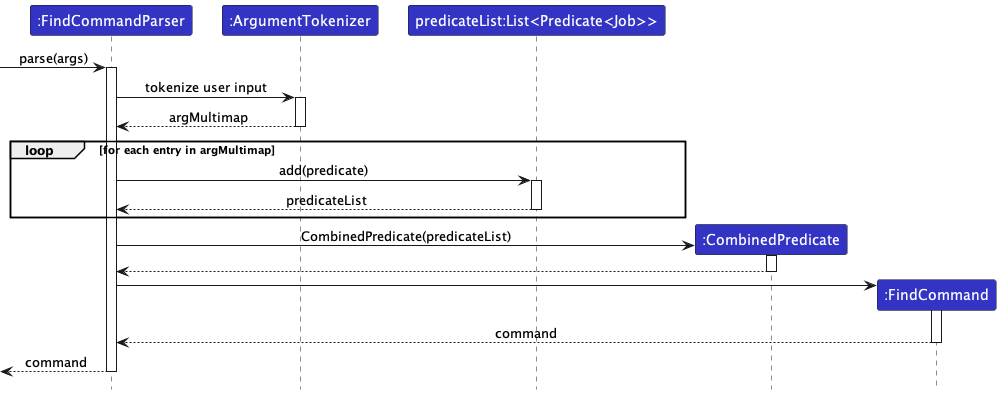 :FindCommandParser
:ArgumentTokenizer
predicateList:List<Predicate<Job>>
parse(args)
tokenize user input
argMultimap
loop
[for each entry in argMultimap]
add(predicate)
predicateList
CombinedPredicate(predicateList)
:CombinedPredicate
:FindCommand
command
command